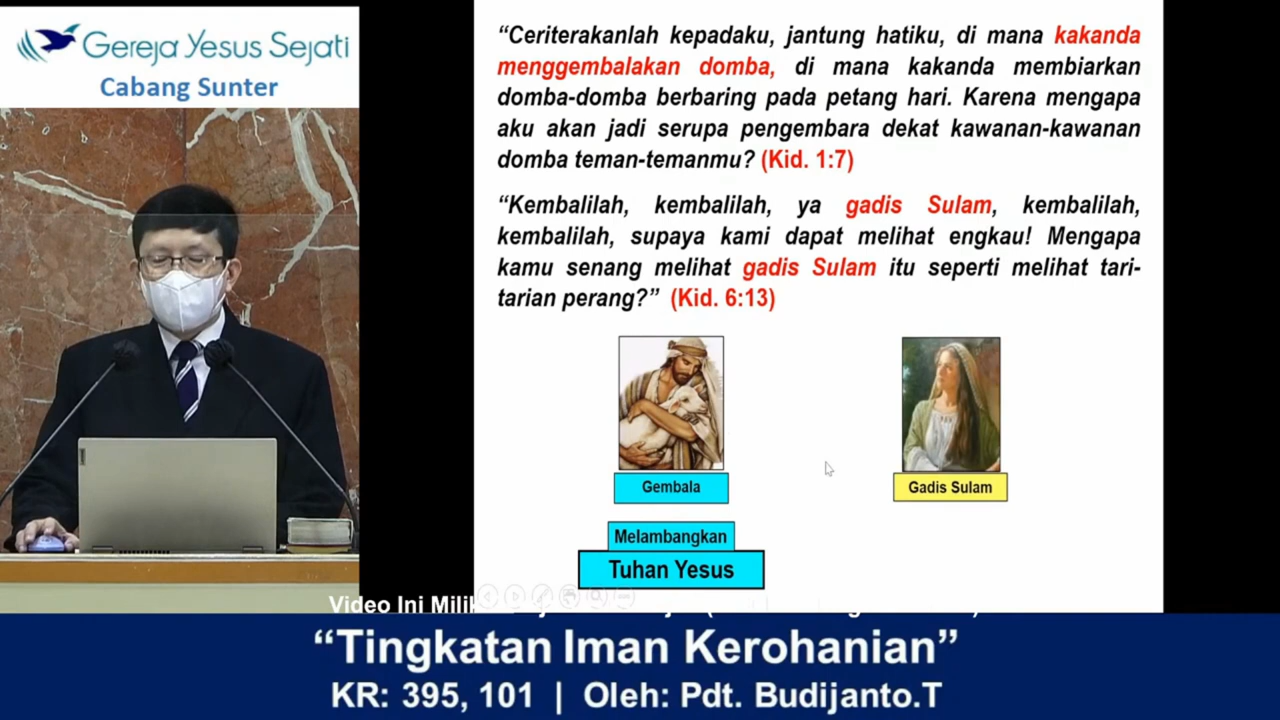 Gereja Yesus Sejati
Cabang Sunter
“Ceriterakanlah kepadaku, jantung hatiku, di mana kakanda
menggembalakan domba, di mana kakanda membiarkan
domba-domba berbaring pada petang hari. Karena mengapa
aku akan jadi serupa pengembara dekat kawanan-kawanan
domba teman-temanmu? (Kid. 1:7)
“Kembalilah, kembalilah, ya gadis Sulam, kembalilah,
kembalilah, supaya kami dapat melihat engkau! Mengapa
kamu senang melihat gadis Sulam itu seperti melihat tari-
tarian perang?” (Kid. 6:13)
Gembala
Gadis Sulam
Melambangkan
Tuhan Yesus
Video Ini Milik
“Tingkatan Iman Kerohanian”
KR: 395, 101 | Oleh: Pdt. Budijanto.T